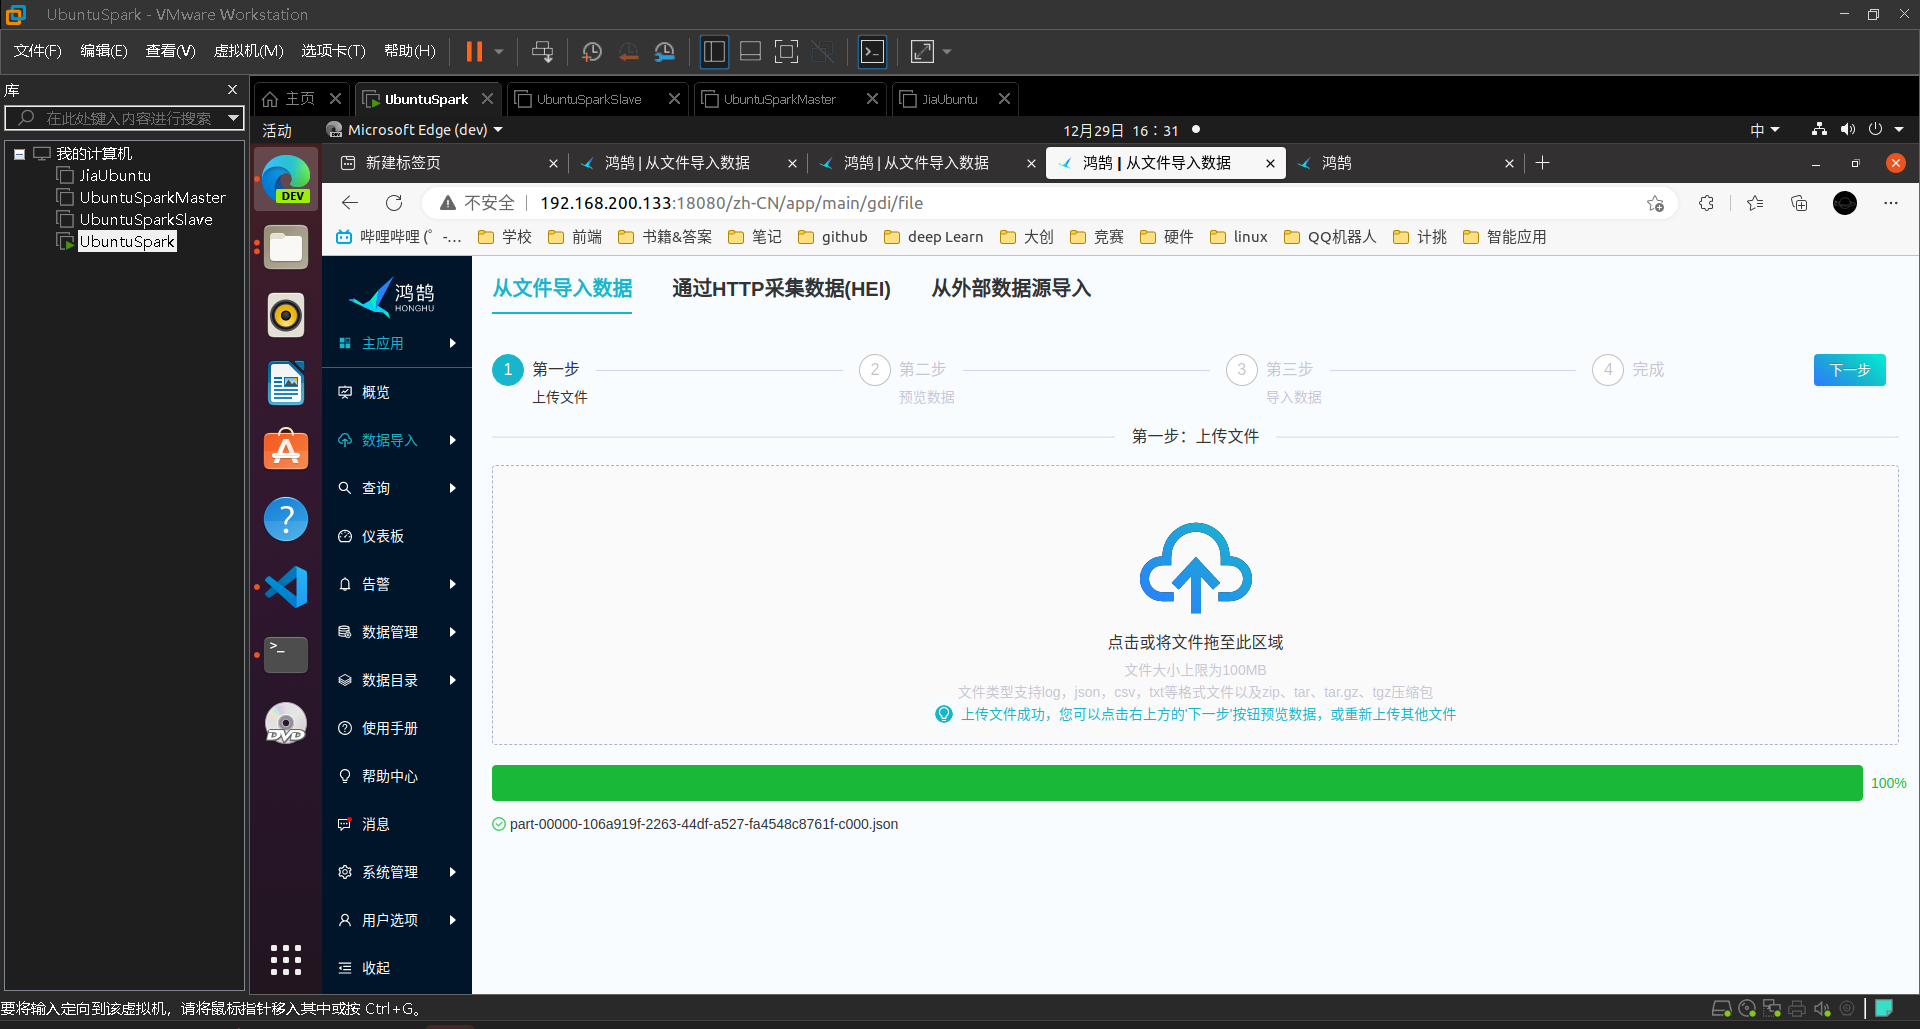 UbuntuSpark - VMware Workstation
文件(F) 编辑(E) 查看(V) 虚拟机(M) 选项卡(T) 帮助(H)
库
在此处键入内容进行搜索
我的计算机
JiaUbuntu
UbuntuSparkMaster
UbuntuSparkSlave
UbuntuSpark
主页 UbuntuSpark UbuntuSparkSlave UbuntuSparkMaster JiaUbuntu
活动 Microsoft Edge (dev) 12月29日 16：31 中
新建标签页 鸿鹄 | 从文件导入数据 鸿鹄 | 从文件导入数据 鸿鹄 | 从文件导入数据 鸿鹄
不安全 192.168.200.133:18080/zh-CN/app/main/gdi/file
哔哩哔哩 (゜-... 学校 前端 书籍&答案 笔记 github deep Learn 大创 竞赛 硬件 linux QQ机器人 计挑 智能应用
DEV
DVD
鸿鹄
HONGHU
主应用
概览
数据导入
查询
仪表板
告警
数据管理
数据目录
使用手册
帮助中心
消息
系统管理
用户选项
收起
从文件导入数据 通过HTTP采集数据(HEI) 从外部数据源导入
1 第一步 2 第二步 3 第三步 4 完成 下一步
上传文件 预览数据 导入数据
第一步：上传文件
点击或将文件拖至此区域
文件大小上限为100MB
文件类型支持log，json，csv，txt等格式文件以及zip、tar、tar.gz、tgz压缩包
上传文件成功，您可以点击右上方的'下一步'按钮预览数据，或重新上传其他文件
100%
part-00000-106a919f-2263-44df-a527-fa4548c8761f-c000.json
要将输入定向到该虚拟机，请将鼠标指针移入其中或按 Ctrl+G。